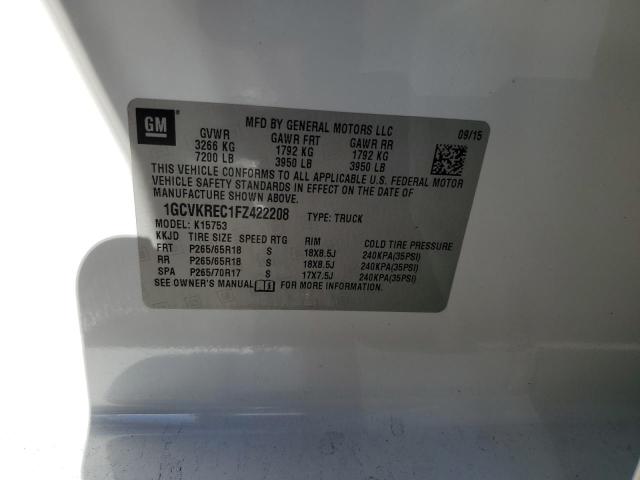 GM
MFD BY GENERAL MOTORS LLC
09/15
GVWR GAWR FRT GAWR RR
3266 KG 1792 KG 1792 KG
7200 LB 3950 LB 3950 LB
THIS VEHICLE CONFORMS TO ALL APPLICABLE U.S. FEDERAL MOTOR
VEHICLE SAFETY STANDARDS IN EFFECT ON THE DATE OF
MANUFACTURE SHOWN ABOVE.
1GCVKREC1FZ422208 TYPE: TRUCK
MODEL: K15753
KKJD TIRE SIZE SPEED RTG RIM COLD TIRE PRESSURE
FRT P265/65R18 S 18X8.5J 240KPA(35PSI)
RR P265/65R18 S 18X8.5J 240KPA(35PSI)
SPA P265/70R17 S 17X7.5J 240KPA(35PSI)
SEE OWNER'S MANUAL FOR MORE INFORMATION.